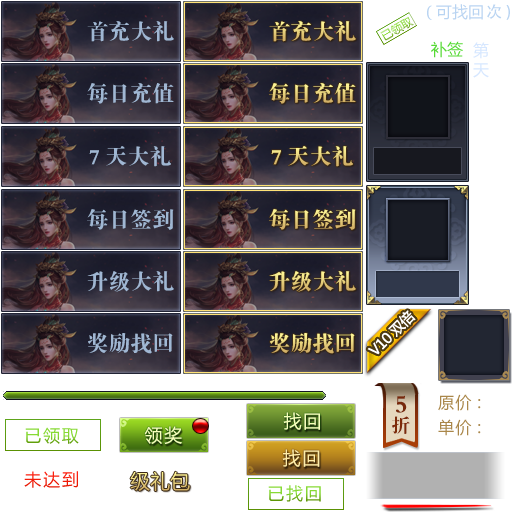 首充大礼
首充大礼
每日充值
每日充值
7天大礼
7天大礼
每日签到
每日签到
升级大礼
升级大礼
奖励找回
奖励找回
已领取
(可找回次)
补签
第
天
V10双倍
5
折
原价：
单价：
已领取
领奖
找回
找回
已找回
未达到
级礼包